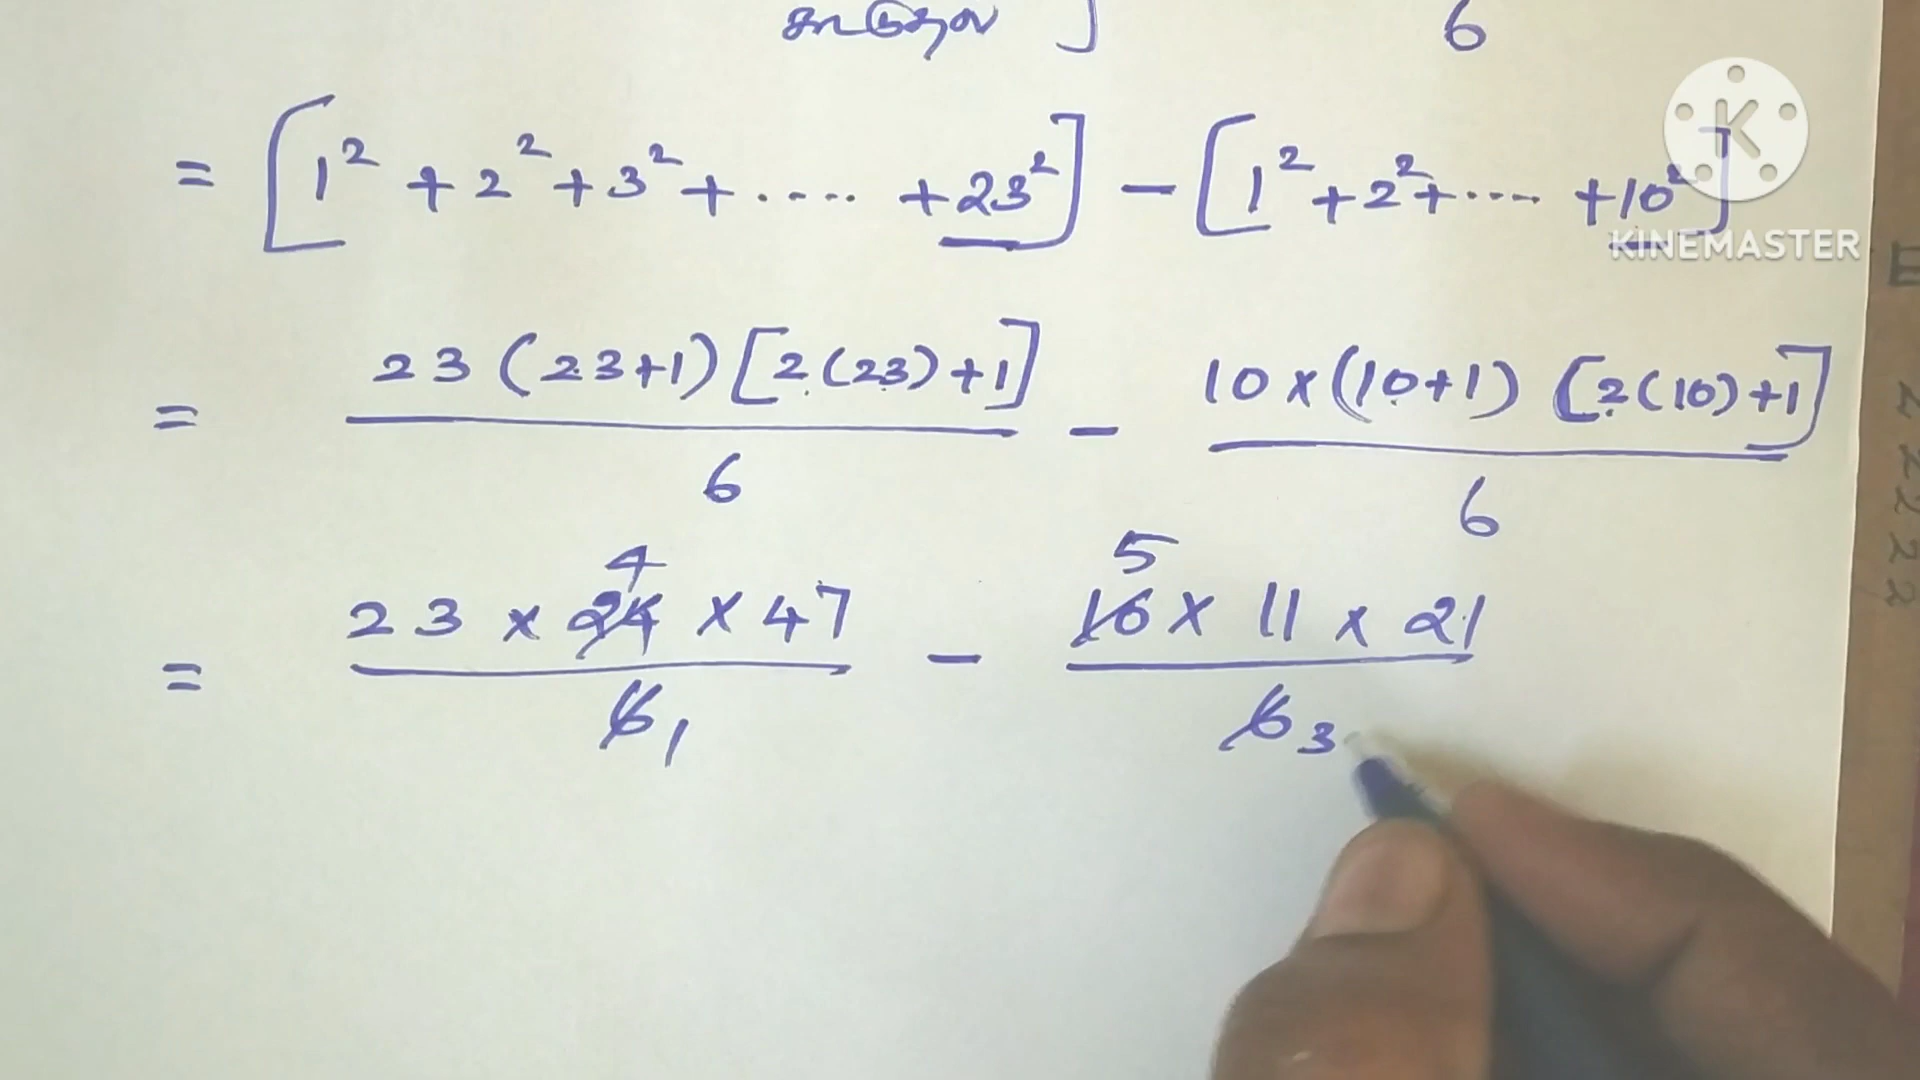 காடுதல ] 6
= [1² + 2² + 3² + ..... + 23²] - [1² + 2² + .... + 10²]
K
KINEMASTER
= 23 (23+1) [2(23)+1] / 6 - 10 × (10+1) [2(10)+1] / 6
4 5
= 23 × 24 × 47 / 6 1 - 10 × 11 × 21 / 6 3